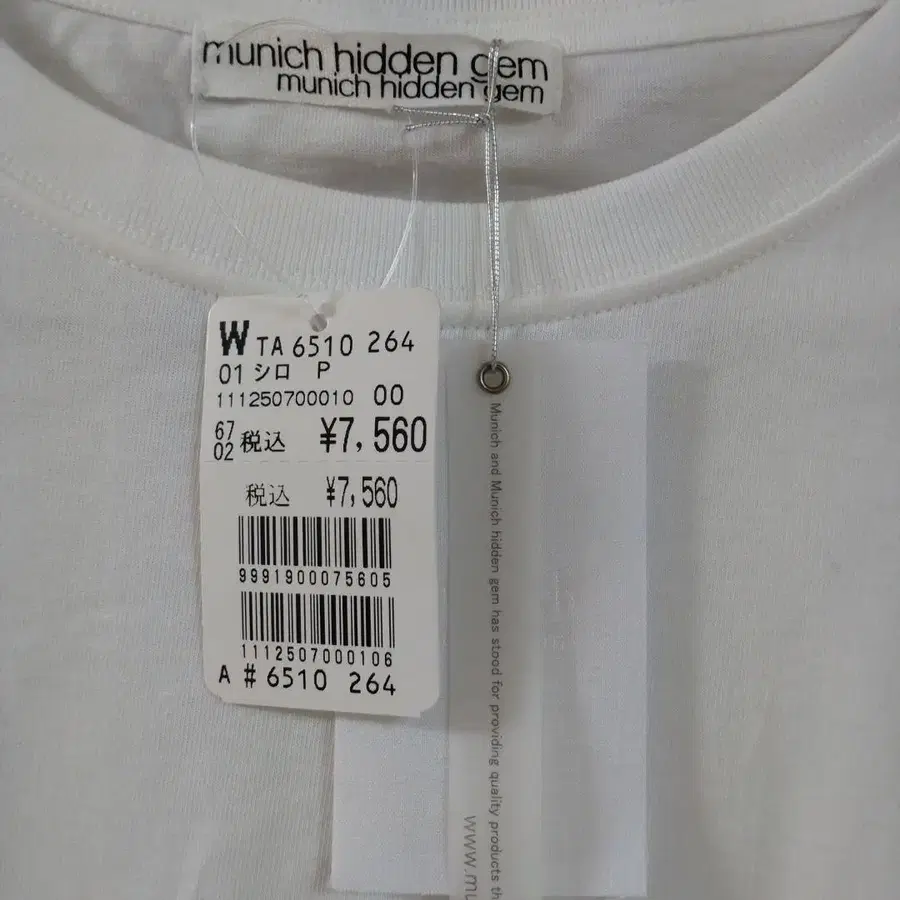 munich hidden gem
munich hidden gem
W TA 6510 264
01 シロ P
111250700010 00
67
02 税込 ¥7,560
税込 ¥7,560
9991900075605
1112507000106
A # 6510 264
Munich and Munich hidden gem has stood for providing quality products
www.mu